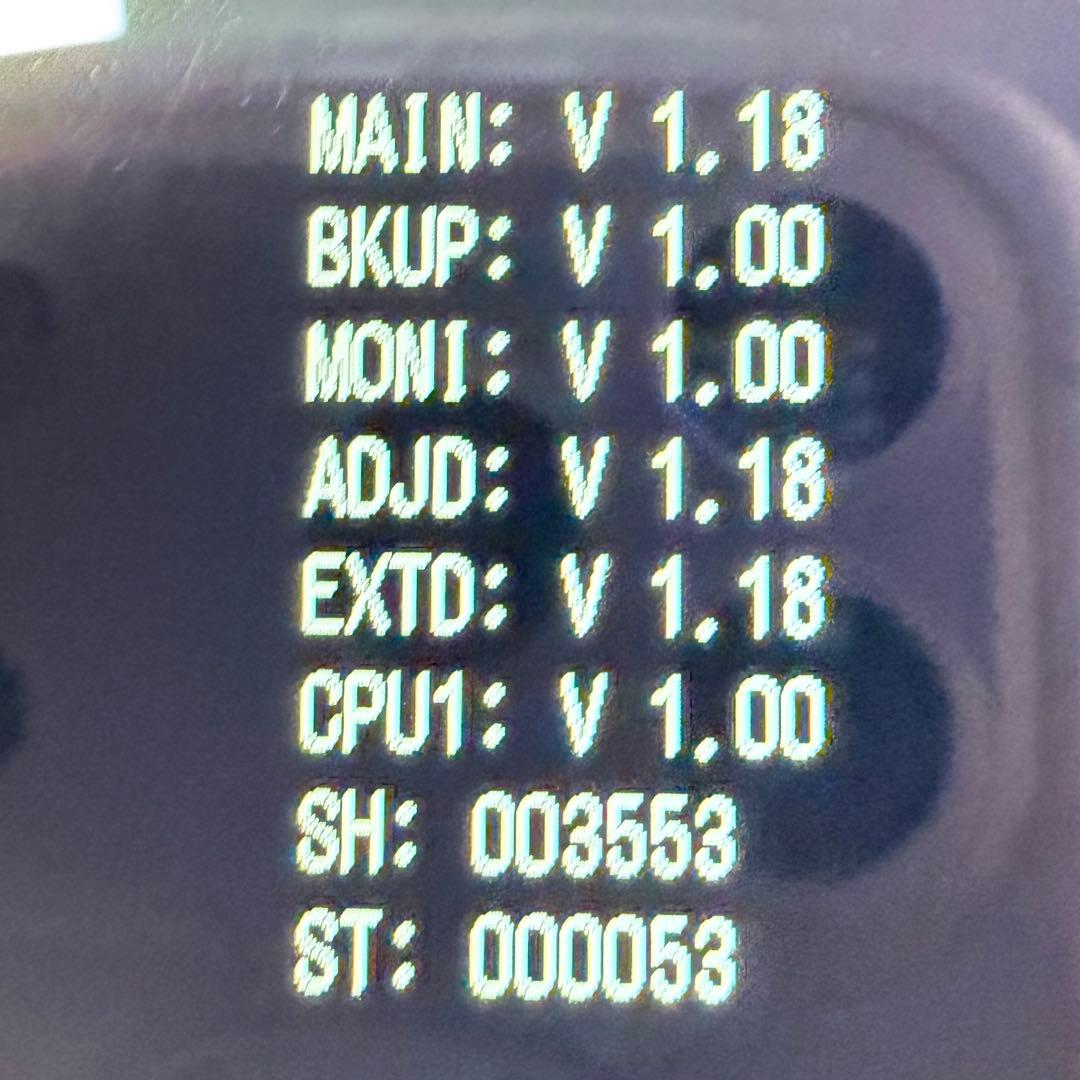 MAIN: V 1.18
BKUP: V 1.00
MONI: V 1.00
ADJD: V 1.18
EXTD: V 1.18
CPU1: V 1.00
SH: 003553
ST: 000053